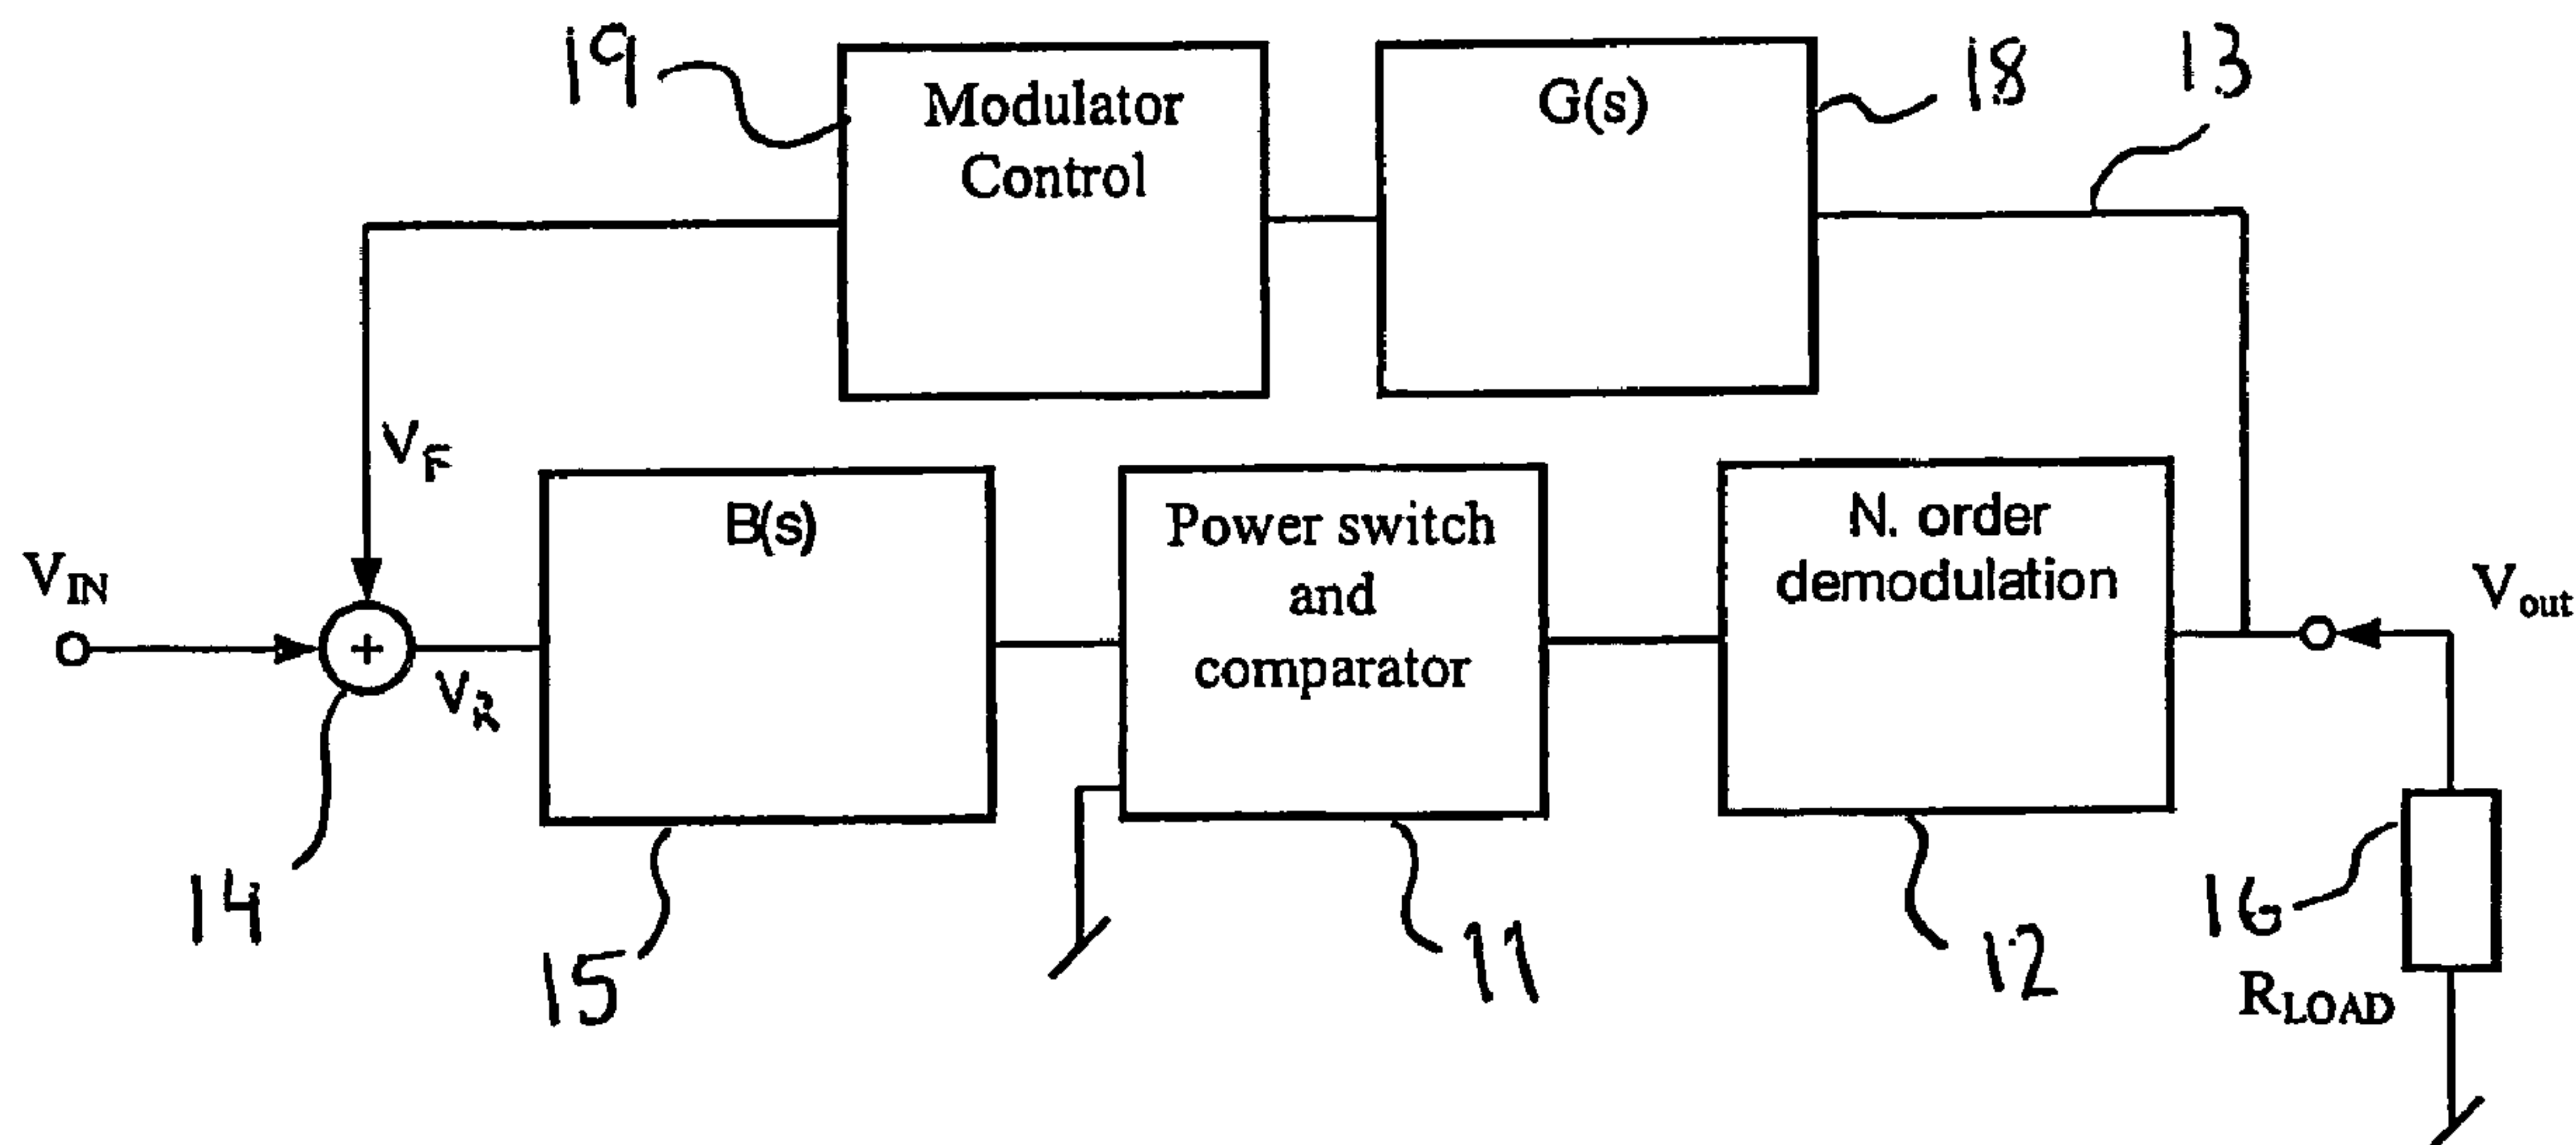 19
Modulator
Control
G(s)
18
13
V_F
V_IN
+
V_R
B(s)
Power switch
and
comparator
N. order
demodulation
V_out
14
15
11
12
16
R_LOAD